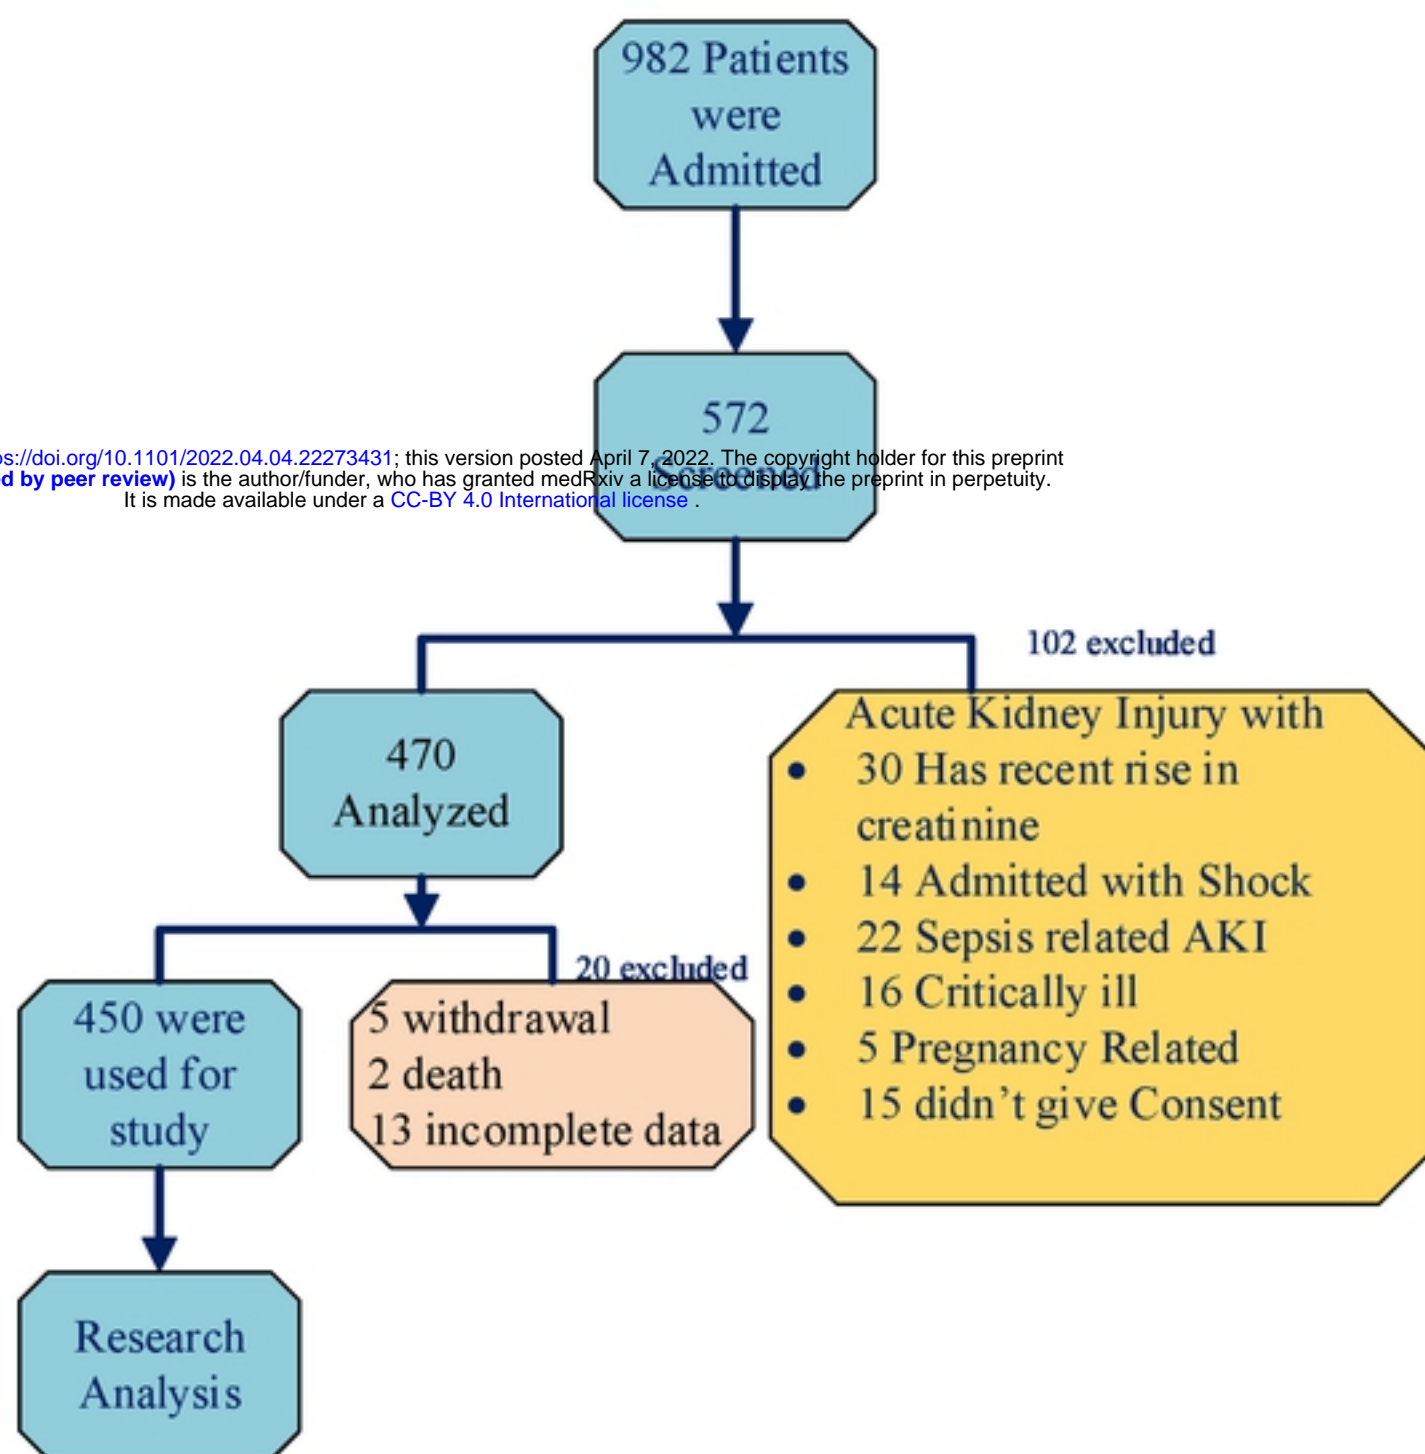 982 Patients
were
Admitted
572
Screened
os://doi.org/10.1101/2022.04.04.22273431; this version posted April 7, 2022. The copyright holder for this preprint
ed by peer review) is the author/funder, who has granted medRxiv a license to display the preprint in perpetuity.
It is made available under a CC-BY 4.0 International license .
102 excluded
470
Analyzed
Acute Kidney Injury with
• 30 Has recent rise in
creatinine
• 14 Admitted with Shock
• 22 Sepsis related AKI
• 16 Critically ill
• 5 Pregnancy Related
• 15 didn’t give Consent
20 excluded
450 were
used for
study
5 withdrawal
2 death
13 incomplete data
Research
Analysis